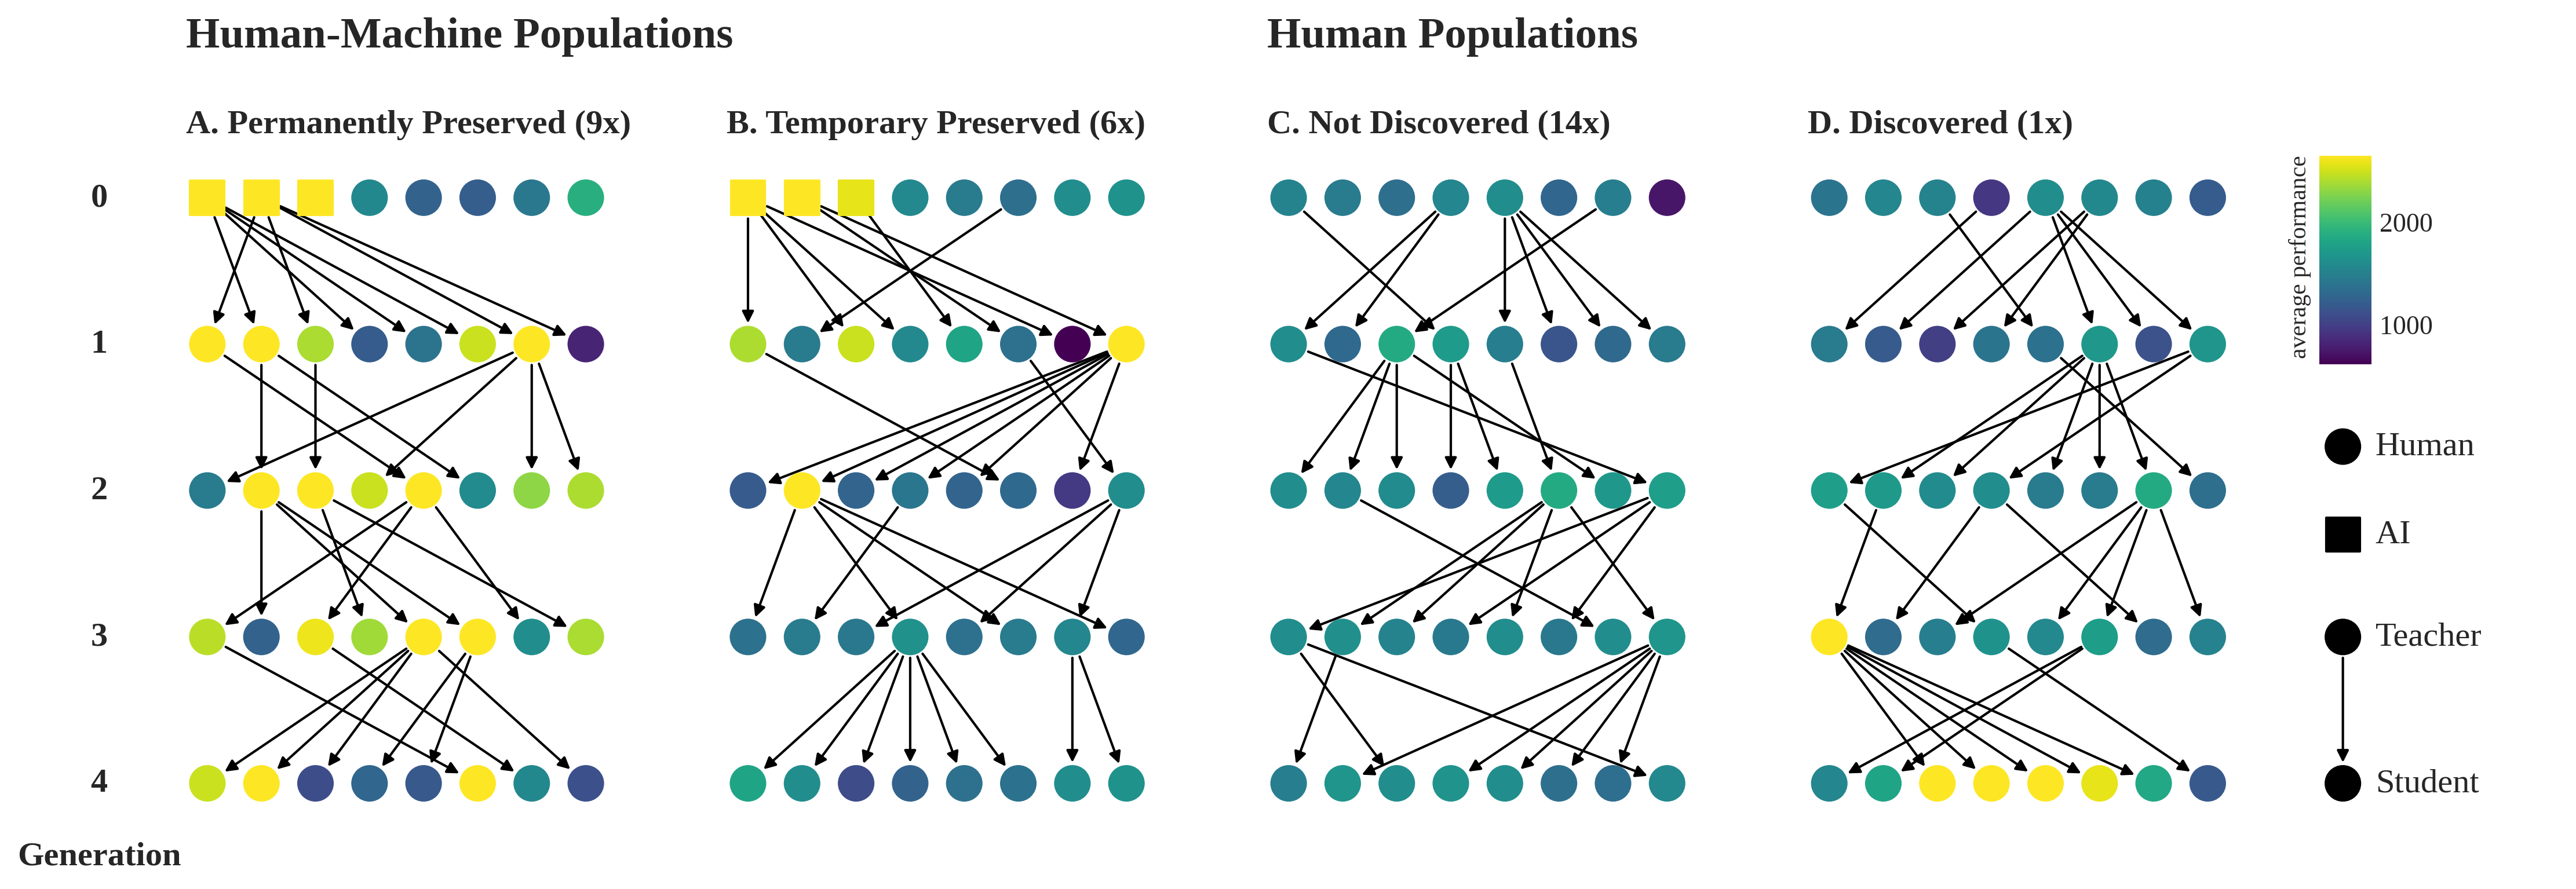 Human-Machine Populations
Human Populations
A. Permanently Preserved (9x)
B. Temporary Preserved (6x)
C. Not Discovered (14x)
D. Discovered (1x)
0
1
2
3
4
Generation
average performance
2000
1000
Human
AI
Teacher
Student